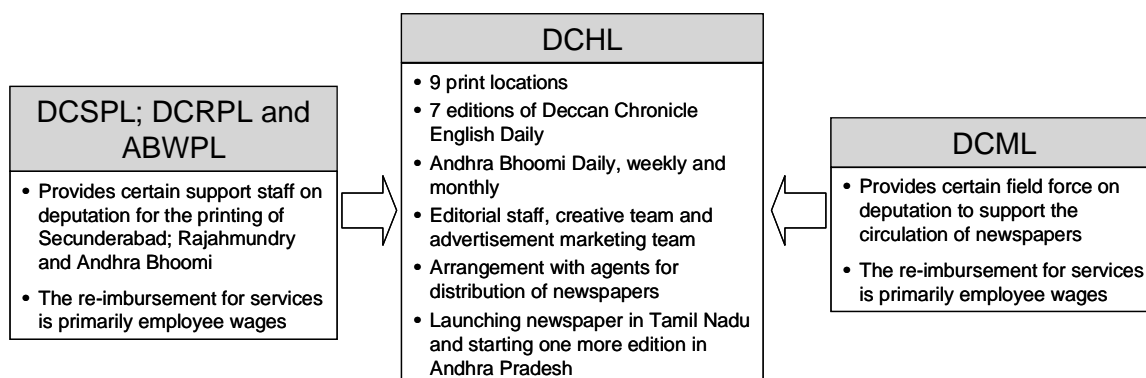 DCSPL; DCRPL and
ABWPL
• Provides certain support staff on
deputation for the printing of
Secunderabad; Rajahmundry
and Andhra Bhoomi
• The re-imbursement for services
is primarily employee wages
DCHL
• 9 print locations
• 7 editions of Deccan Chronicle
English Daily
• Andhra Bhoomi Daily, weekly and
monthly
• Editorial staff, creative team and
advertisement marketing team
• Arrangement with agents for
distribution of newspapers
• Launching newspaper in Tamil Nadu
and starting one more edition in
Andhra Pradesh
DCML
• Provides certain field force on
deputation to support the
circulation of newspapers
• The re-imbursement for services
is primarily employee wages